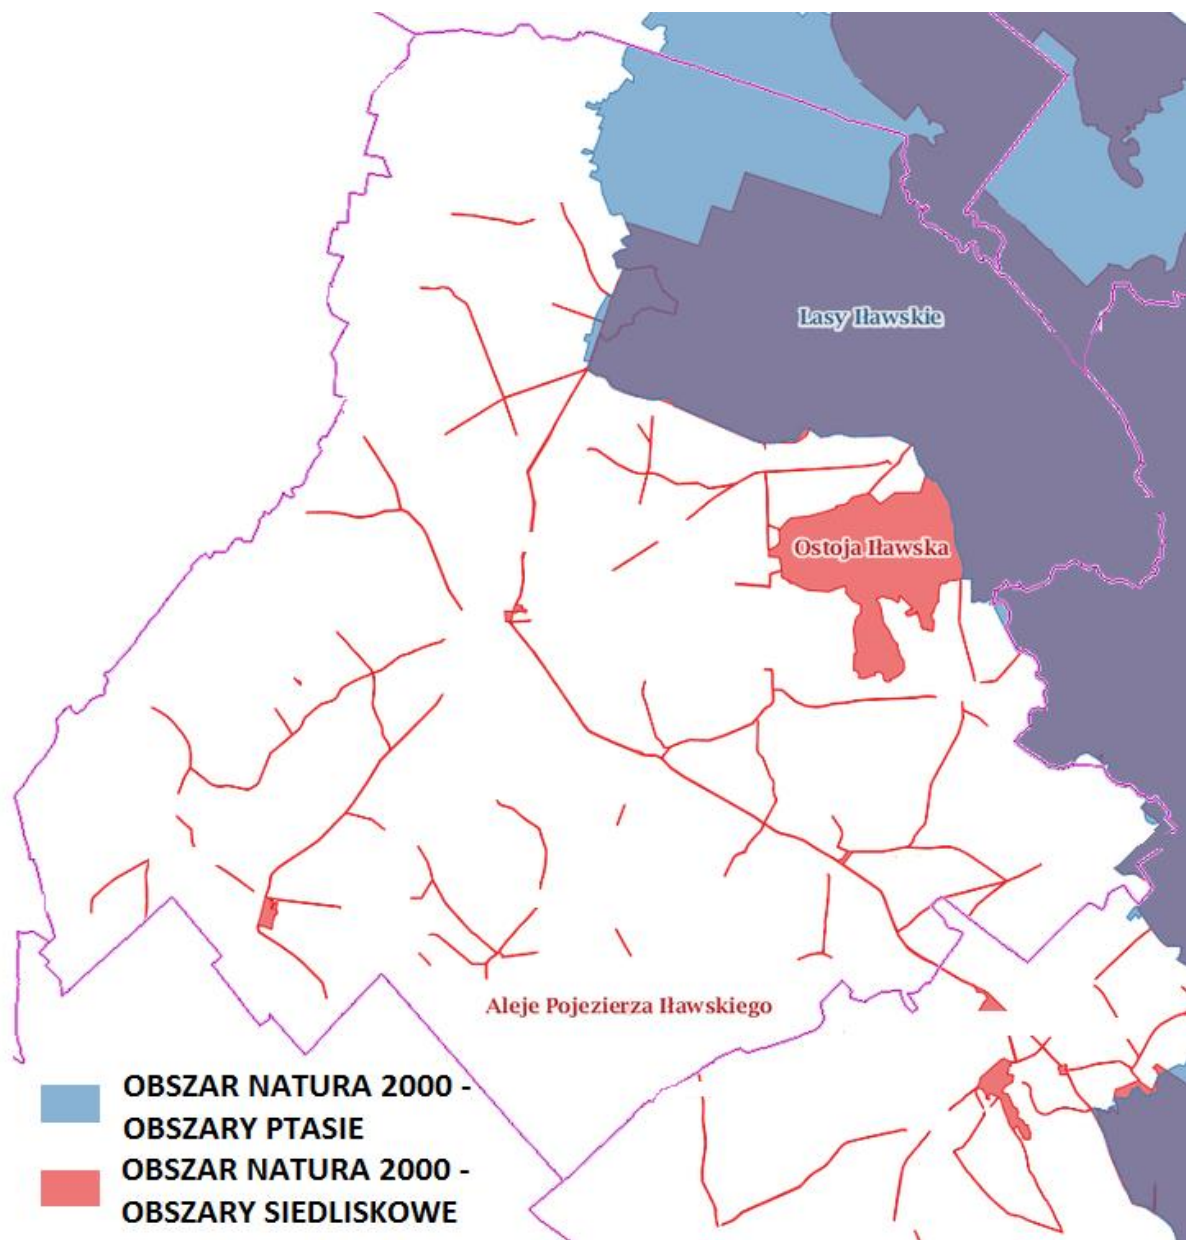 Lasy Iławskie
Ostoja Iławska
Aleje Pojezierza Iławskiego
OBSZAR NATURA 2000 -
OBSZARY PTASIE
OBSZAR NATURA 2000 -
OBSZARY SIEDLISKOWE